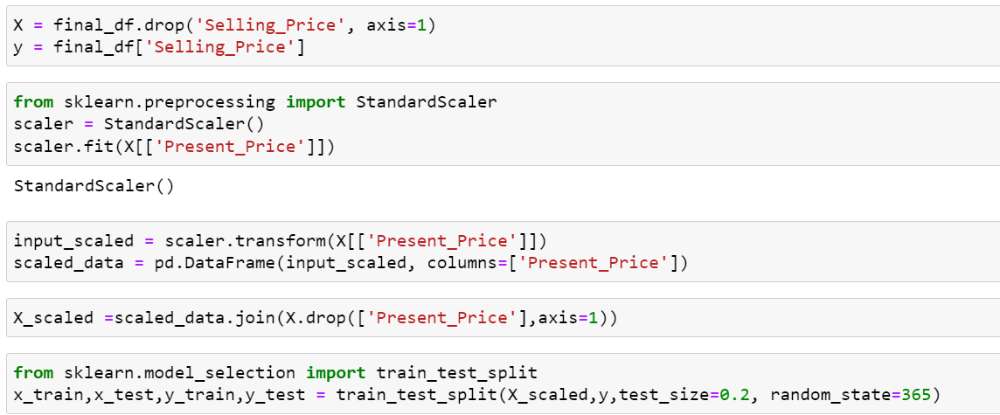 X = final_df.drop('Selling_Price', axis=1)
y = final_df['Selling_Price']
from sklearn.preprocessing import StandardScaler
scaler = StandardScaler()
scaler.fit(X[['Present_Price']])
StandardScaler()
input_scaled = scaler.transform(X[['Present_Price']])
scaled_data = pd.DataFrame(input_scaled, columns=['Present_Price'])
X_scaled =scaled_data.join(X.drop(['Present_Price'],axis=1))
from sklearn.model_selection import train_test_split
x_train,x_test,y_train,y_test = train_test_split(X_scaled,y,test_size=0.2, random_state=365)